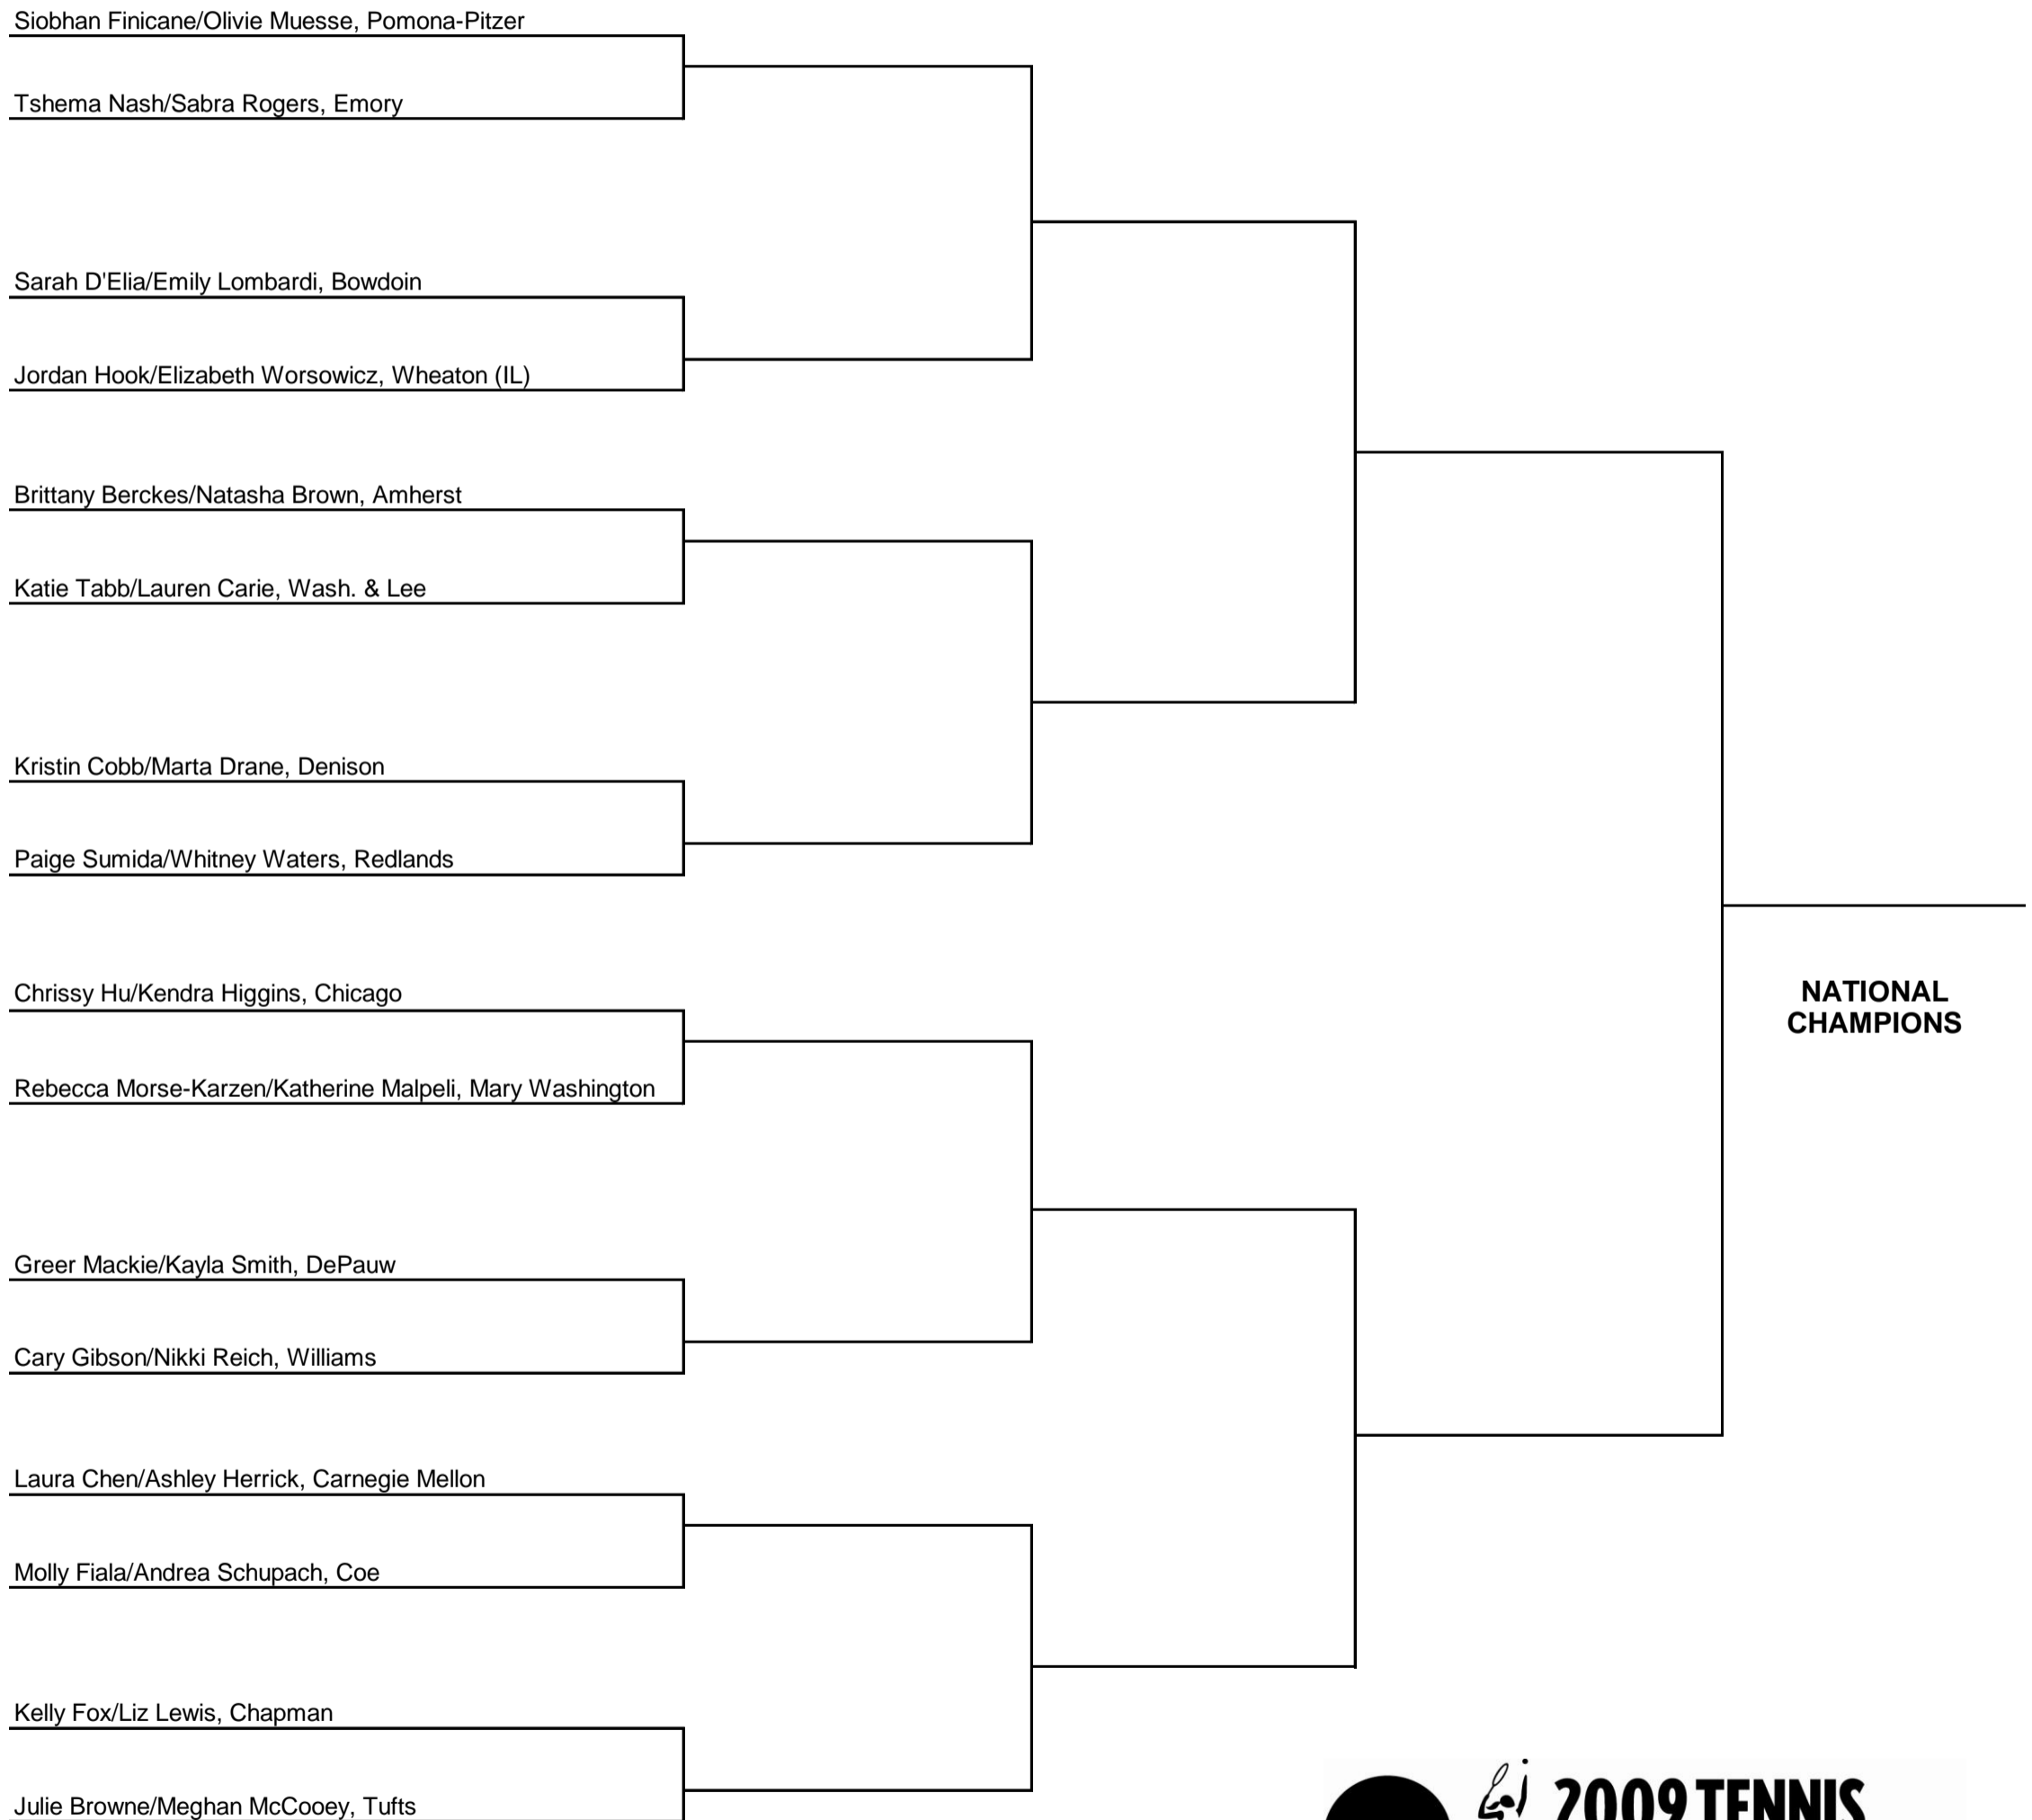 Siobhan Finicane/Olivie Muesse, Pomona-Pitzer
Tshema Nash/Sabra Rogers, Emory
Sarah D'Elia/Emily Lombardi, Bowdoin
Jordan Hook/Elizabeth Worsowicz, Wheaton (IL)
Brittany Berckes/Natasha Brown, Amherst
Katie Tabb/Lauren Carie, Wash. & Lee
Kristin Cobb/Marta Drane, Denison
Paige Sumida/Whitney Waters, Redlands
Chrissy Hu/Kendra Higgins, Chicago
NATIONAL
CHAMPIONS
Rebecca Morse-Karzen/Katherine Malpeli, Mary Washington
Greer Mackie/Kayla Smith, DePauw
Cary Gibson/Nikki Reich, Williams
Laura Chen/Ashley Herrick, Carnegie Mellon
Molly Fiala/Andrea Schupach, Coe
Kelly Fox/Liz Lewis, Chapman
Julie Browne/Meghan McCooey, Tufts
2009 TENNIS